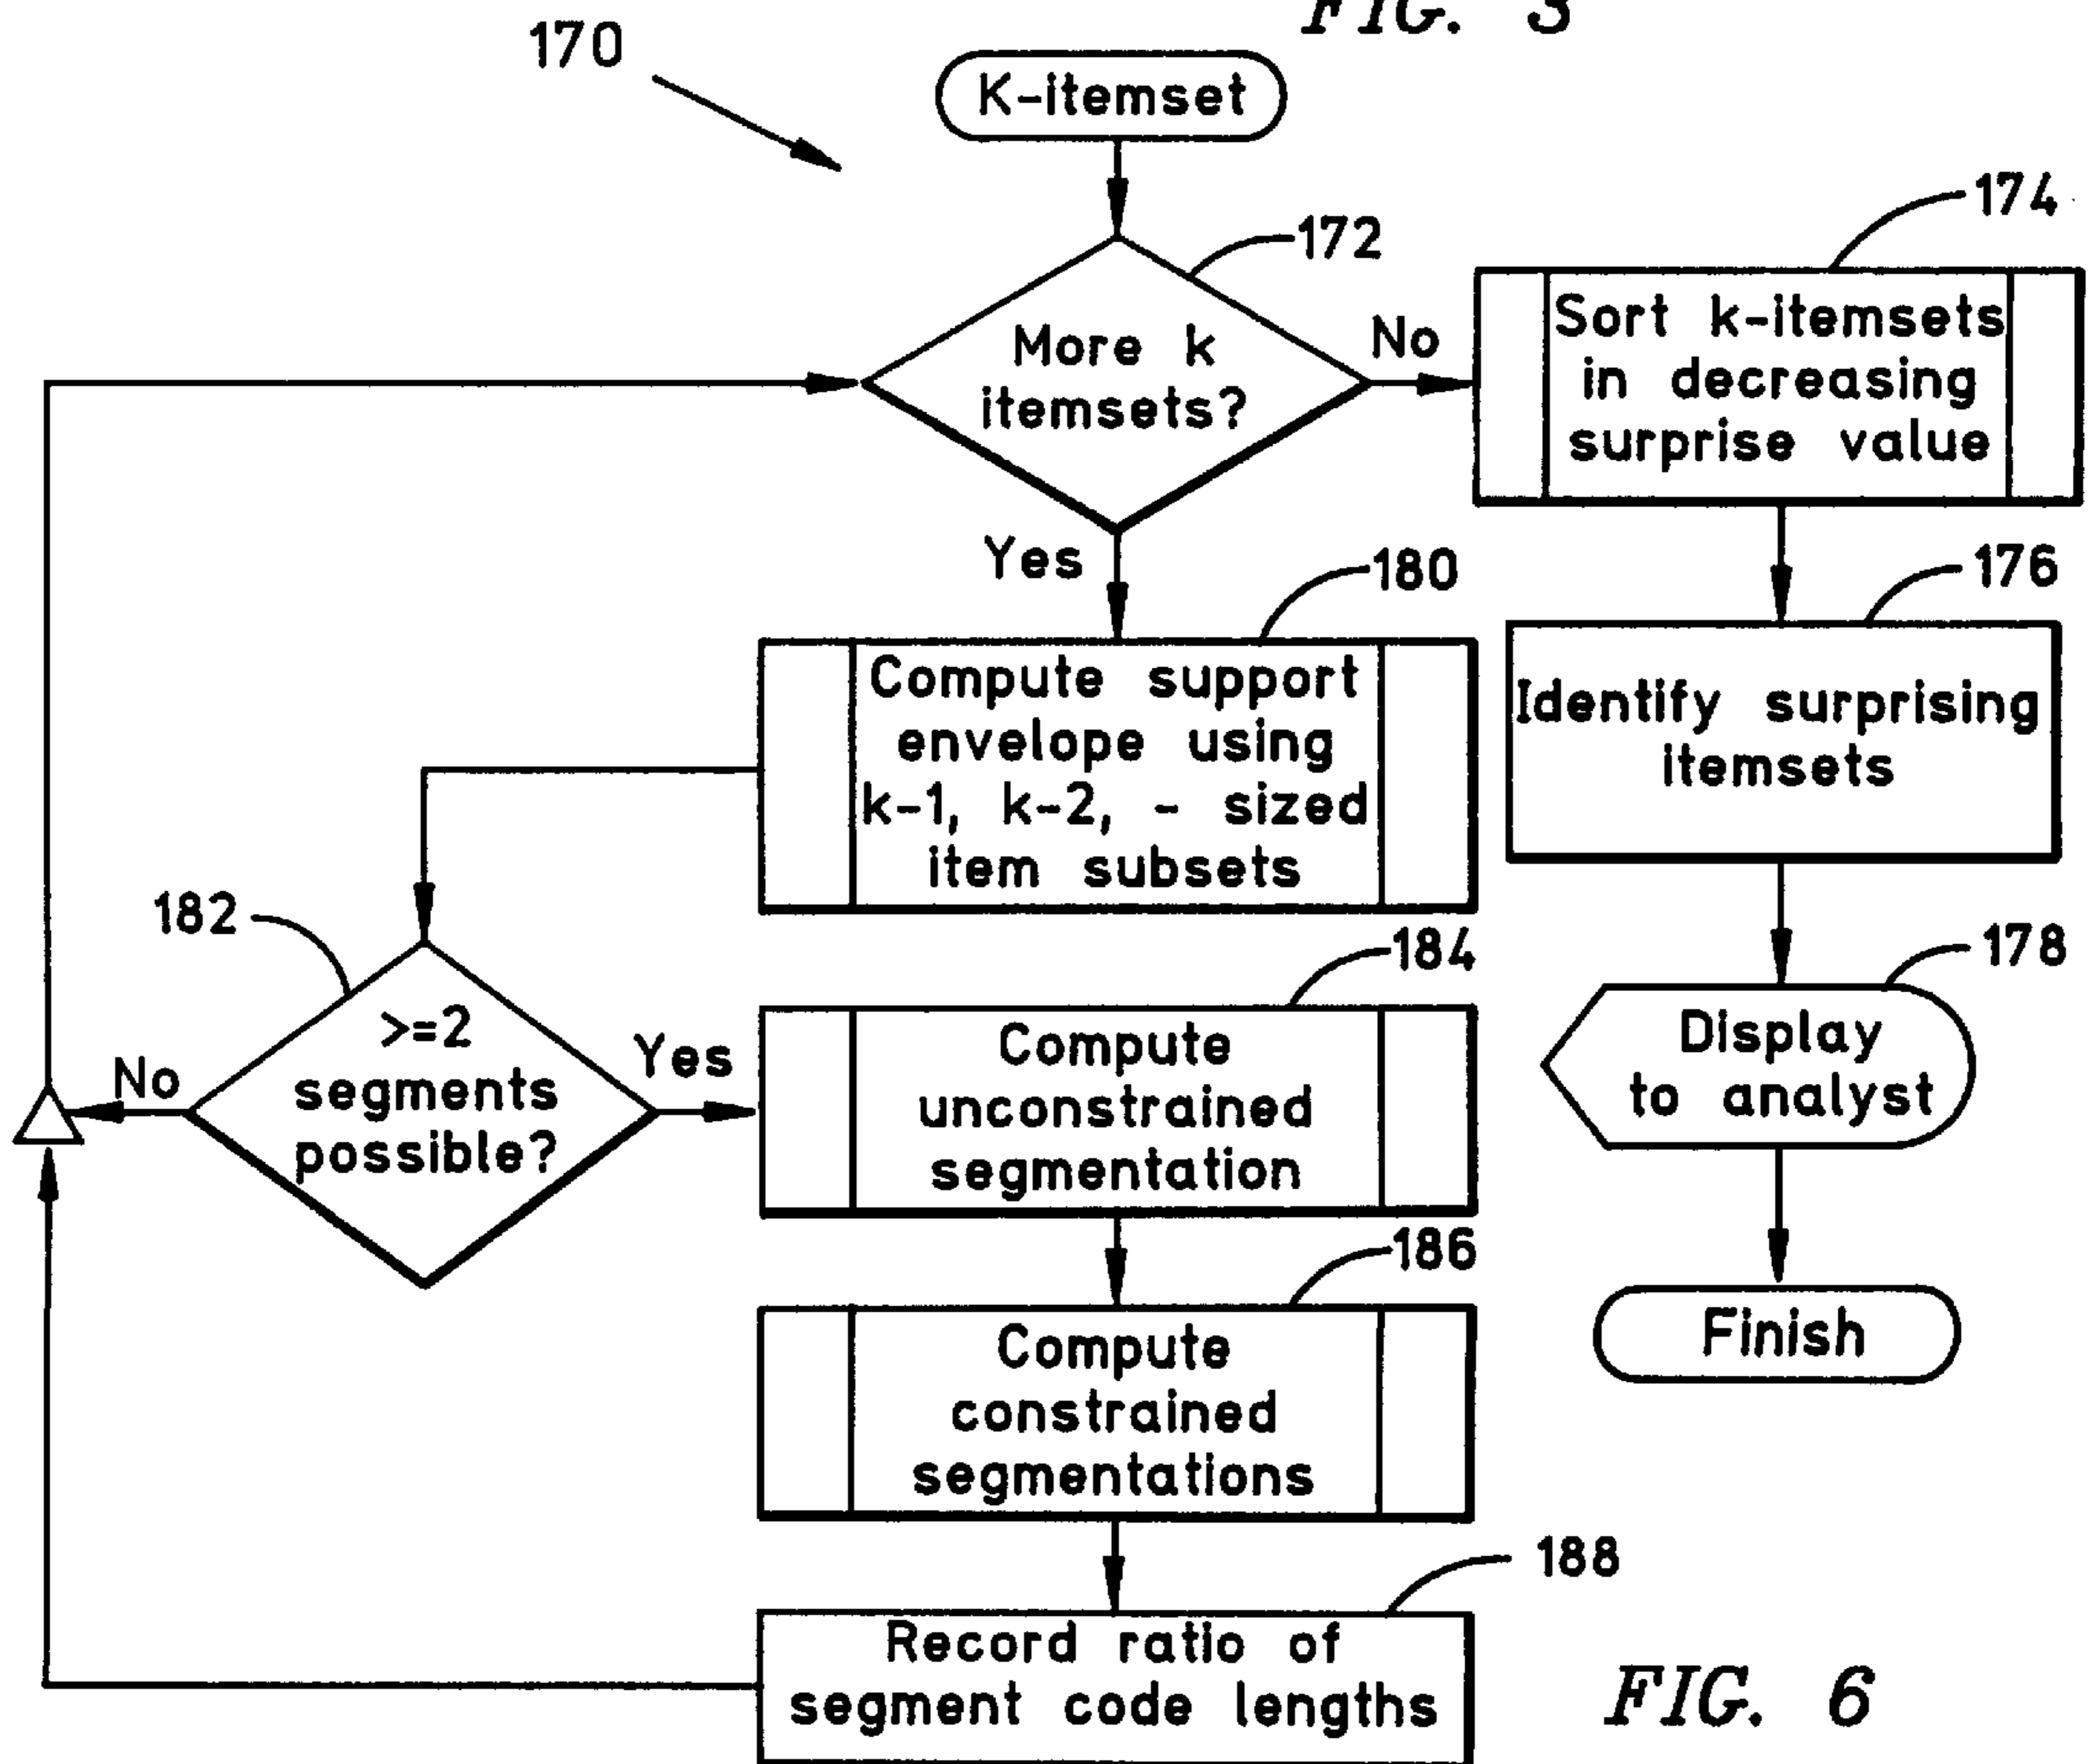 FIG. 3
170
K-itemset
172
174
More k
itemsets?
No
Sort k-itemsets
in decreasing
surprise value
Yes
180
176
Compute support
envelope using
k-1, k-2, - sized
item subsets
Identify surprising
itemsets
182
184
178
>=2
segments
possible?
No
Yes
Compute
unconstrained
segmentation
Display
to analyst
186
Compute
constrained
segmentations
Finish
188
Record ratio of
segment code lengths
FIG. 6